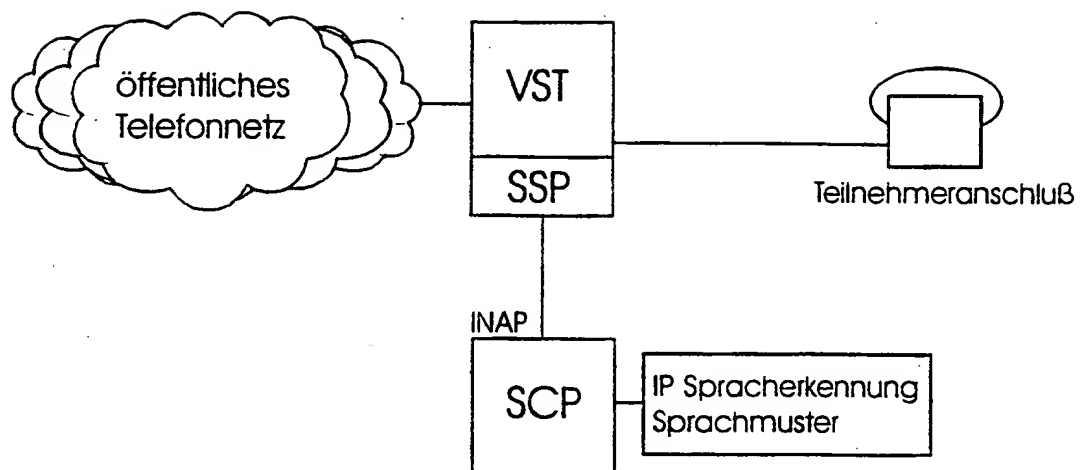 öffentliches
Telefonnetz
VST
SSP
Teilnehmeranschluß
INAP
SCP
IP Spracherkennung
Sprachmuster